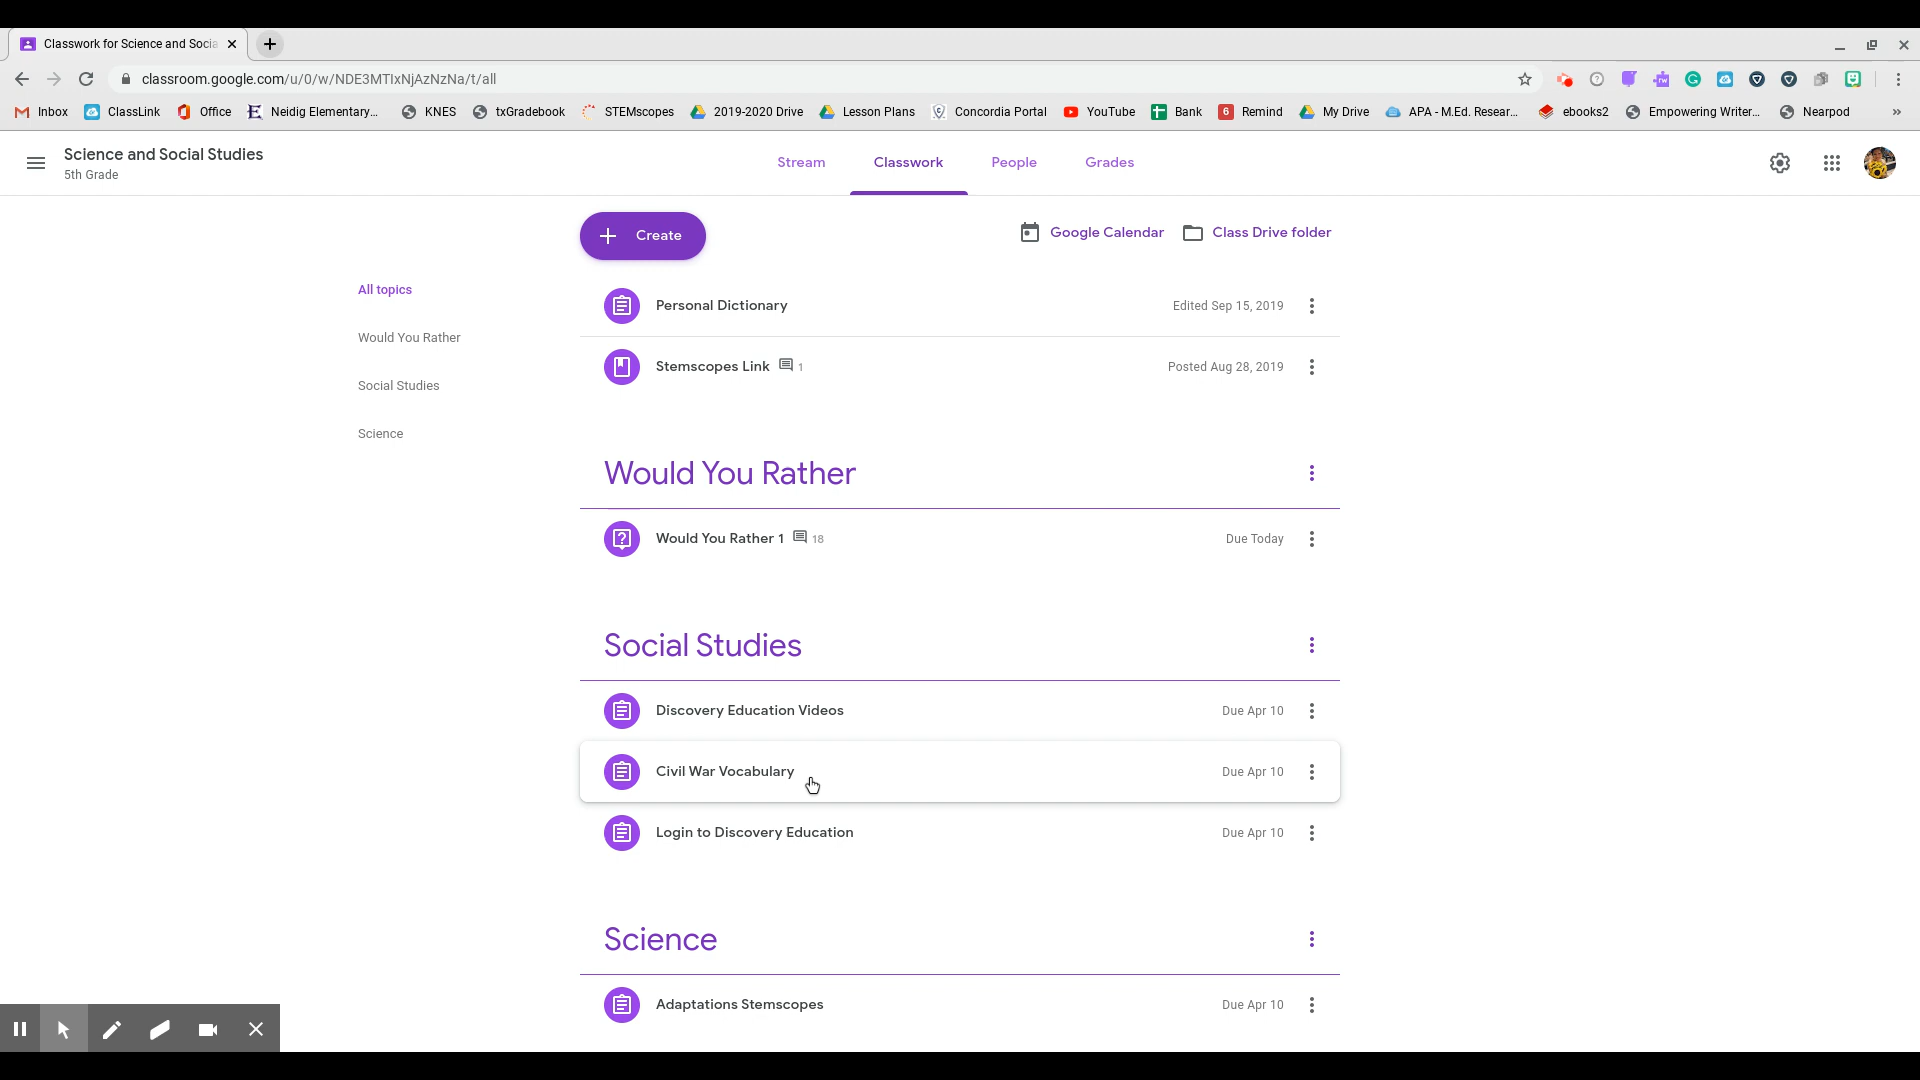 Classwork for Science and Socia
classroom.google.com/u/0/w/NDE3MTIxNjAzNzNa/t/all
Inbox ClassLink Office Neidig Elementary... KNES txGradebook STEMscopes 2019-2020 Drive Lesson Plans Concordia Portal YouTube Bank 6 Remind My Drive APA - M.Ed. Resear... ebooks2 Empowering Writer... Nearpod »
Science and Social Studies
5th Grade
Stream Classwork People Grades
Create
Google Calendar Class Drive folder
All topics
Would You Rather
Social Studies
Science
Personal Dictionary Edited Sep 15, 2019
Stemscopes Link 1 Posted Aug 28, 2019
Would You Rather
Would You Rather 1 18 Due Today
Social Studies
Discovery Education Videos Due Apr 10
Civil War Vocabulary Due Apr 10
Login to Discovery Education Due Apr 10
Science
Adaptations Stemscopes Due Apr 10